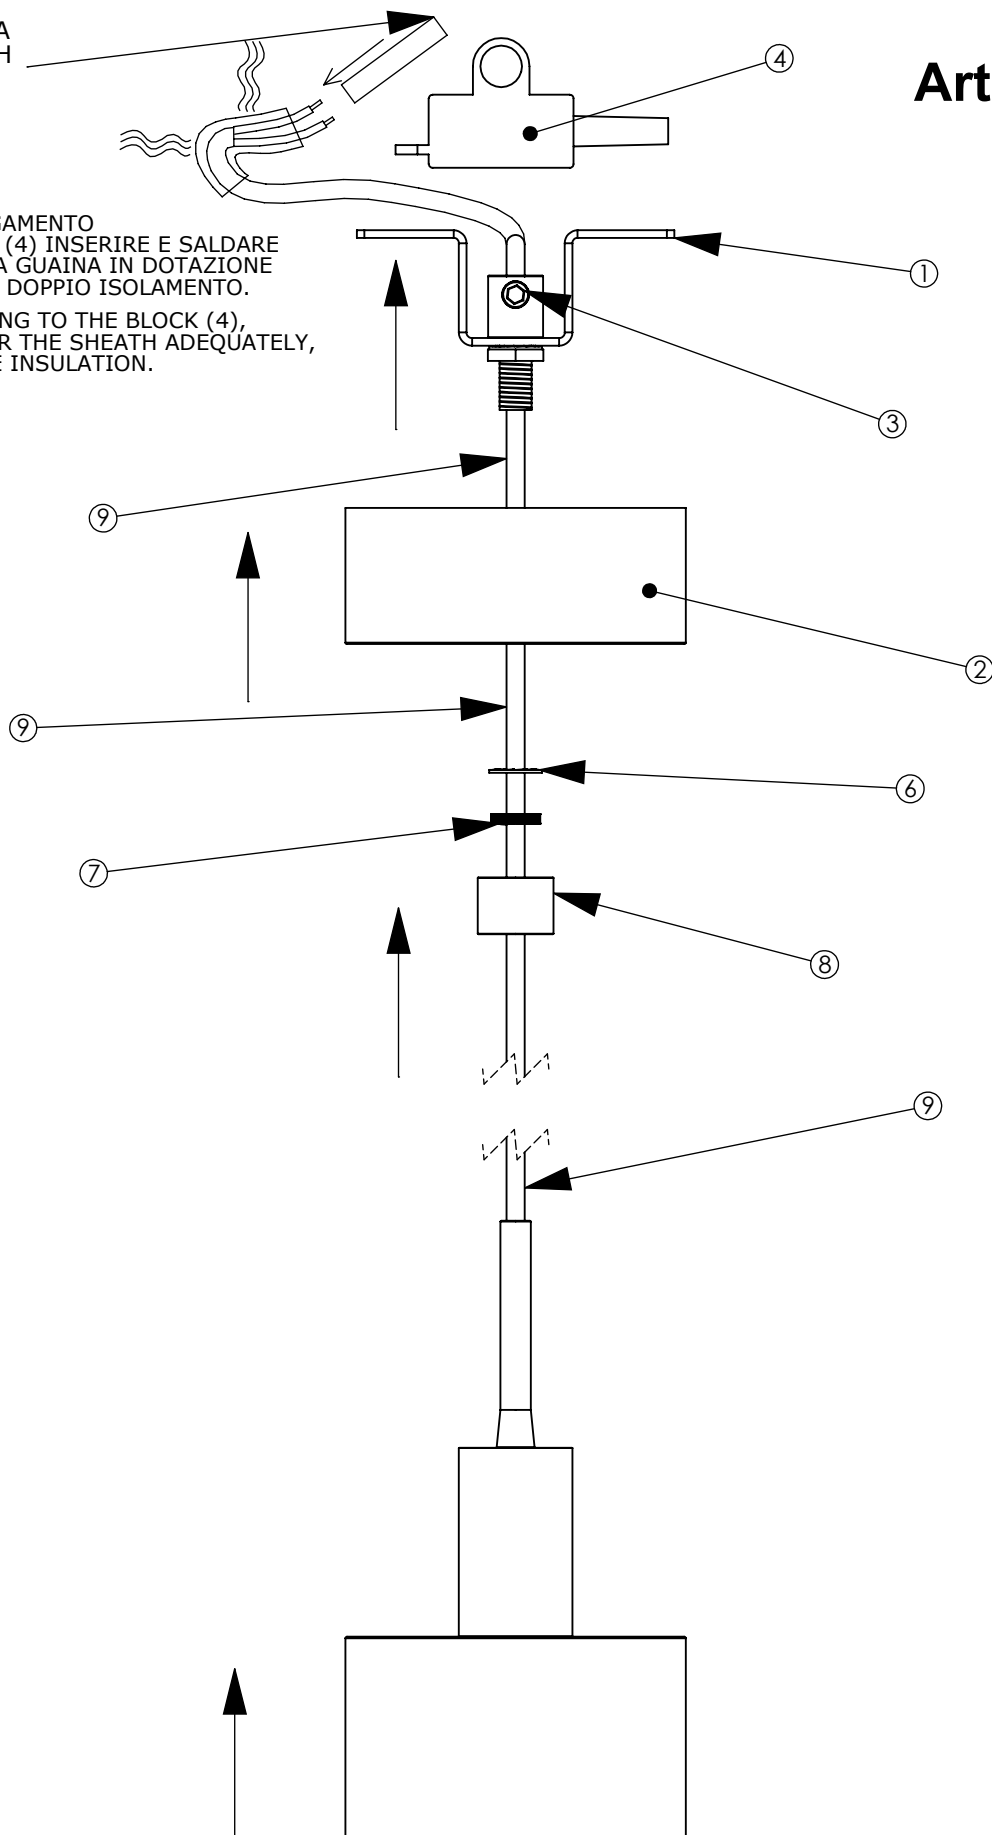 A
H
Art
④
GAMENTO
(4) INSERIRE E SALDARE
A GUAINA IN DOTAZIONE
DOPPIO ISOLAMENTO.
①
NG TO THE BLOCK (4),
R THE SHEATH ADEQUATELY,
E INSULATION.
③
⑨
②
⑨
⑥
⑦
⑧
⑨